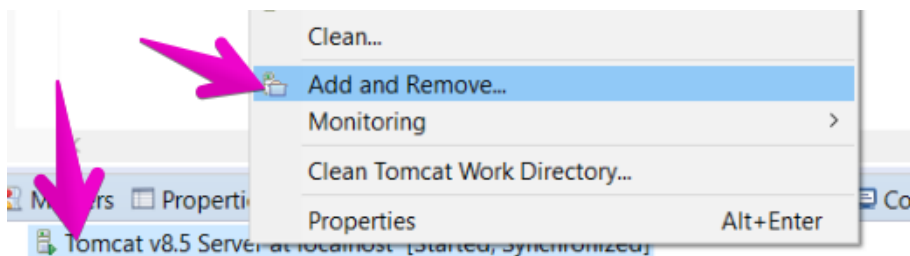 Clean...
Add and Remove...
Monitoring >
Clean Tomcat Work Directory...
Properties Alt+Enter
Tomcat v8.5 Server at localhost [Started, Synchronized]